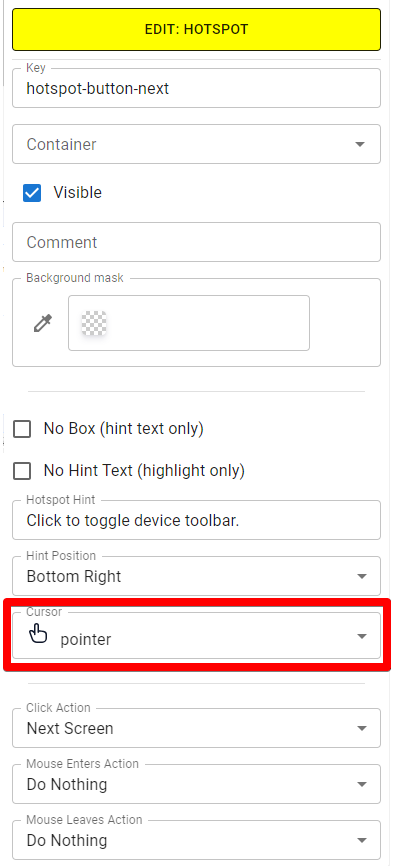 EDIT: HOTSPOT
Key
hotspot-button-next
Container
Visible
Comment
Background mask
No Box (hint text only)
No Hint Text (highlight only)
Hotspot Hint
Click to toggle device toolbar.
Hint Position
Bottom Right
Cursor
pointer
Click Action
Next Screen
Mouse Enters Action
Do Nothing
Mouse Leaves Action
Do Nothing